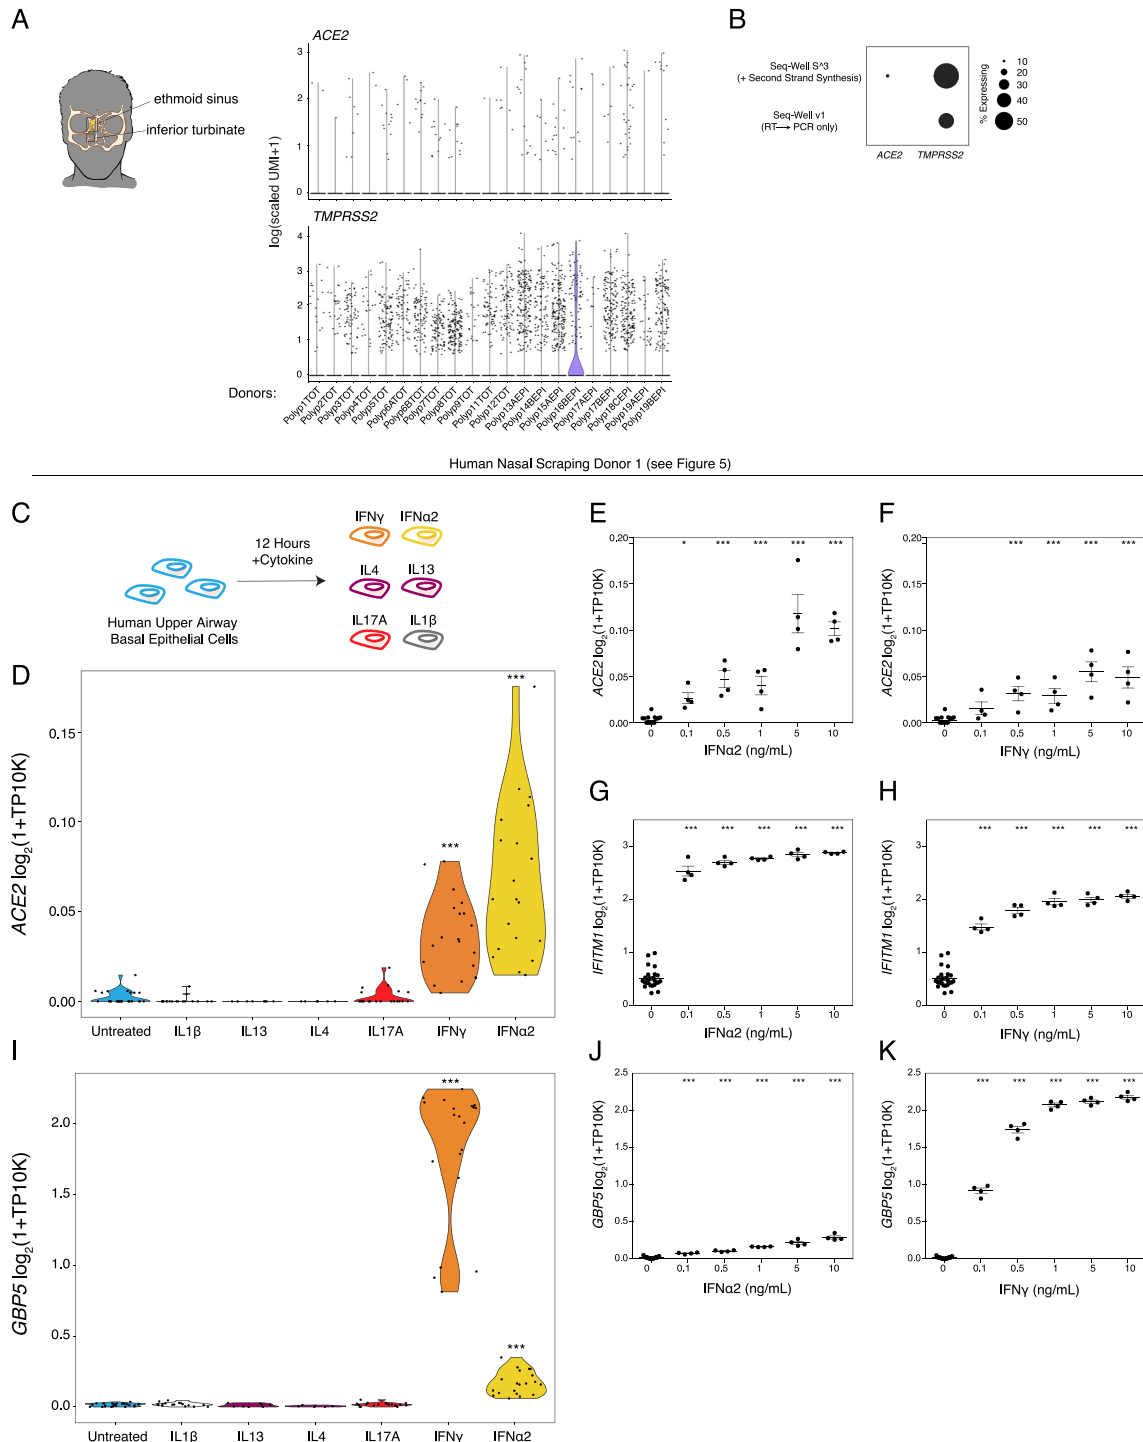 A
ACE2
ethmoid sinus
inferior turbinate
3
2
1
0
log(scaled UMI+1)
TMPRSS2
4
3
2
1
0
Donors:
Polyp1TOT
Polyp2TOT
Polyp3TOT
Polyp4TOT
Polyp5TOT
Polyp6ATOT
Polyp6BTOT
Polyp7TOT
Polyp8TOT
Polyp9TOT
Polyp11TOT
Polyp12TOT
Polyp13AEPI
Polyp14BEPI
Polyp15AEPI
Polyp16BEPI
Polyp17AEPI
Polyp17BEPI
Polyp18CEPI
Polyp19AEPI
Polyp19BEPI
B
Seq-Well S^3
(+ Second Strand Synthesis)
Seq-Well v1
(RT→ PCR only)
ACE2 TMPRSS2
% Expressing
10
20
30
40
50
Human Nasal Scraping Donor 1 (see Figure 5)
C
Human Upper Airway
Basal Epithelial Cells
12 Hours
+Cytokine
IFNγ IFNα2
IL4 IL13
IL17A IL1β
D
ACE2 log2(1+TP10K)
0.15
0.10
0.05
0.00
*** ***
Untreated IL1β IL13 IL4 IL17A IFNγ IFNα2
E
ACE2 log2(1+TP10K)
0,20
0,15
0,10
0,05
0,00
* *** *** *** ***
0 0.1 0.5 1 5 10
IFNα2 (ng/mL)
F
ACE2 log2(1+TP10K)
0,20
0,15
0,10
0,05
0,00
*** *** *** ***
0 0.1 0.5 1 5 10
IFNγ (ng/mL)
G
IFITM1 log2(1+TP10K)
3
2
1
0
*** *** *** *** ***
0 0.1 0.5 1 5 10
IFNα2 (ng/mL)
H
IFITM1 log2(1+TP10K)
3
2
1
0
*** *** *** *** ***
0 0.1 0.5 1 5 10
IFNγ (ng/mL)
I
GBP5 log2(1+TP10K)
2.0
1.5
1.0
0.5
0.0
*** ***
Untreated IL1β IL13 IL4 IL17A IFNγ IFNα2
J
GBP5 log2(1+TP10K)
2.5
2.0
1.5
1.0
0.5
0.0
*** *** *** *** ***
0 0.1 0.5 1 5 10
IFNα2 (ng/mL)
K
GBP5 log2(1+TP10K)
2.5
2.0
1.5
1.0
0.5
0.0
*** *** *** *** ***
0 0.1 0.5 1 5 10
IFNγ (ng/mL)